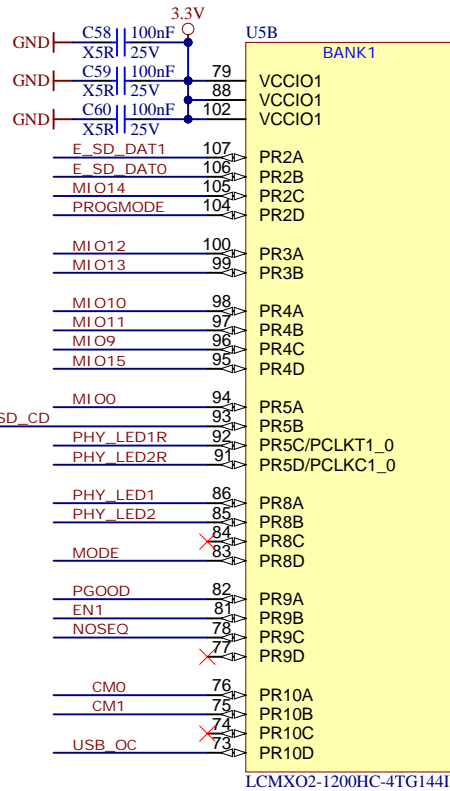 3.3V
C58 100nF U5B
GND X5R 25V BANK1
C59 100nF
GND X5R 25V 79 VCCIO1
88 VCCIO1
C60 100nF
GND X5R 25V 102 VCCIO1
E_SD_DAT1 107 PR2A
E_SD_DAT0 106 PR2B
MIO14 105 PR2C
PROGMODE 104 PR2D
MIO12 100 PR3A
MIO13 99 PR3B
MIO10 98 PR4A
MIO11 97 PR4B
MIO9 96 PR4C
MIO15 95 PR4D
MIO0 94 PR5A
SD_CD 93 PR5B
PHY_LED1R 92 PR5C/PCLKT1_0
PHY_LED2R 91 PR5D/PCLKC1_0
PHY_LED1 86 PR8A
PHY_LED2 85 PR8B
84 PR8C
MODE 83 PR8D
PGOOD 82 PR9A
EN1 81 PR9B
NOSEQ 78 PR9C
77 PR9D
CM0 76 PR10A
CM1 75 PR10B
74 PR10C
USB_OC 73 PR10D